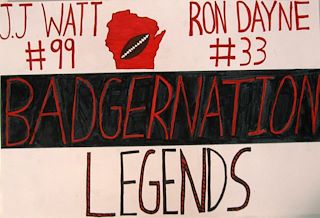 J.J WATT
#99
RON DAYNE
#33
BADGERNATION
LEGENDS